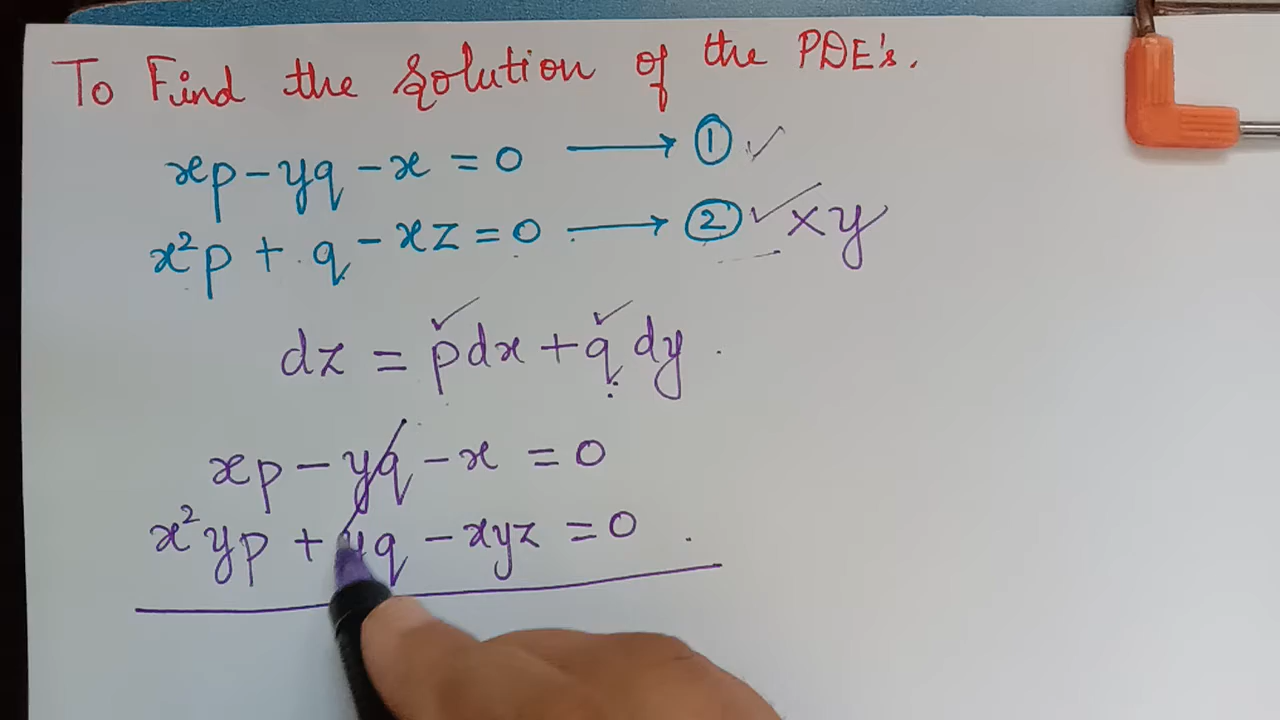 To Find the Solution of the PDE's.
xp - yq - x = 0 ⟶ ①✓
x²p + q - xz = 0 ⟶ ②✓ × y
dz = pdx + q dy.
xp - yq - x = 0
x²yp + yq - xyz = 0.